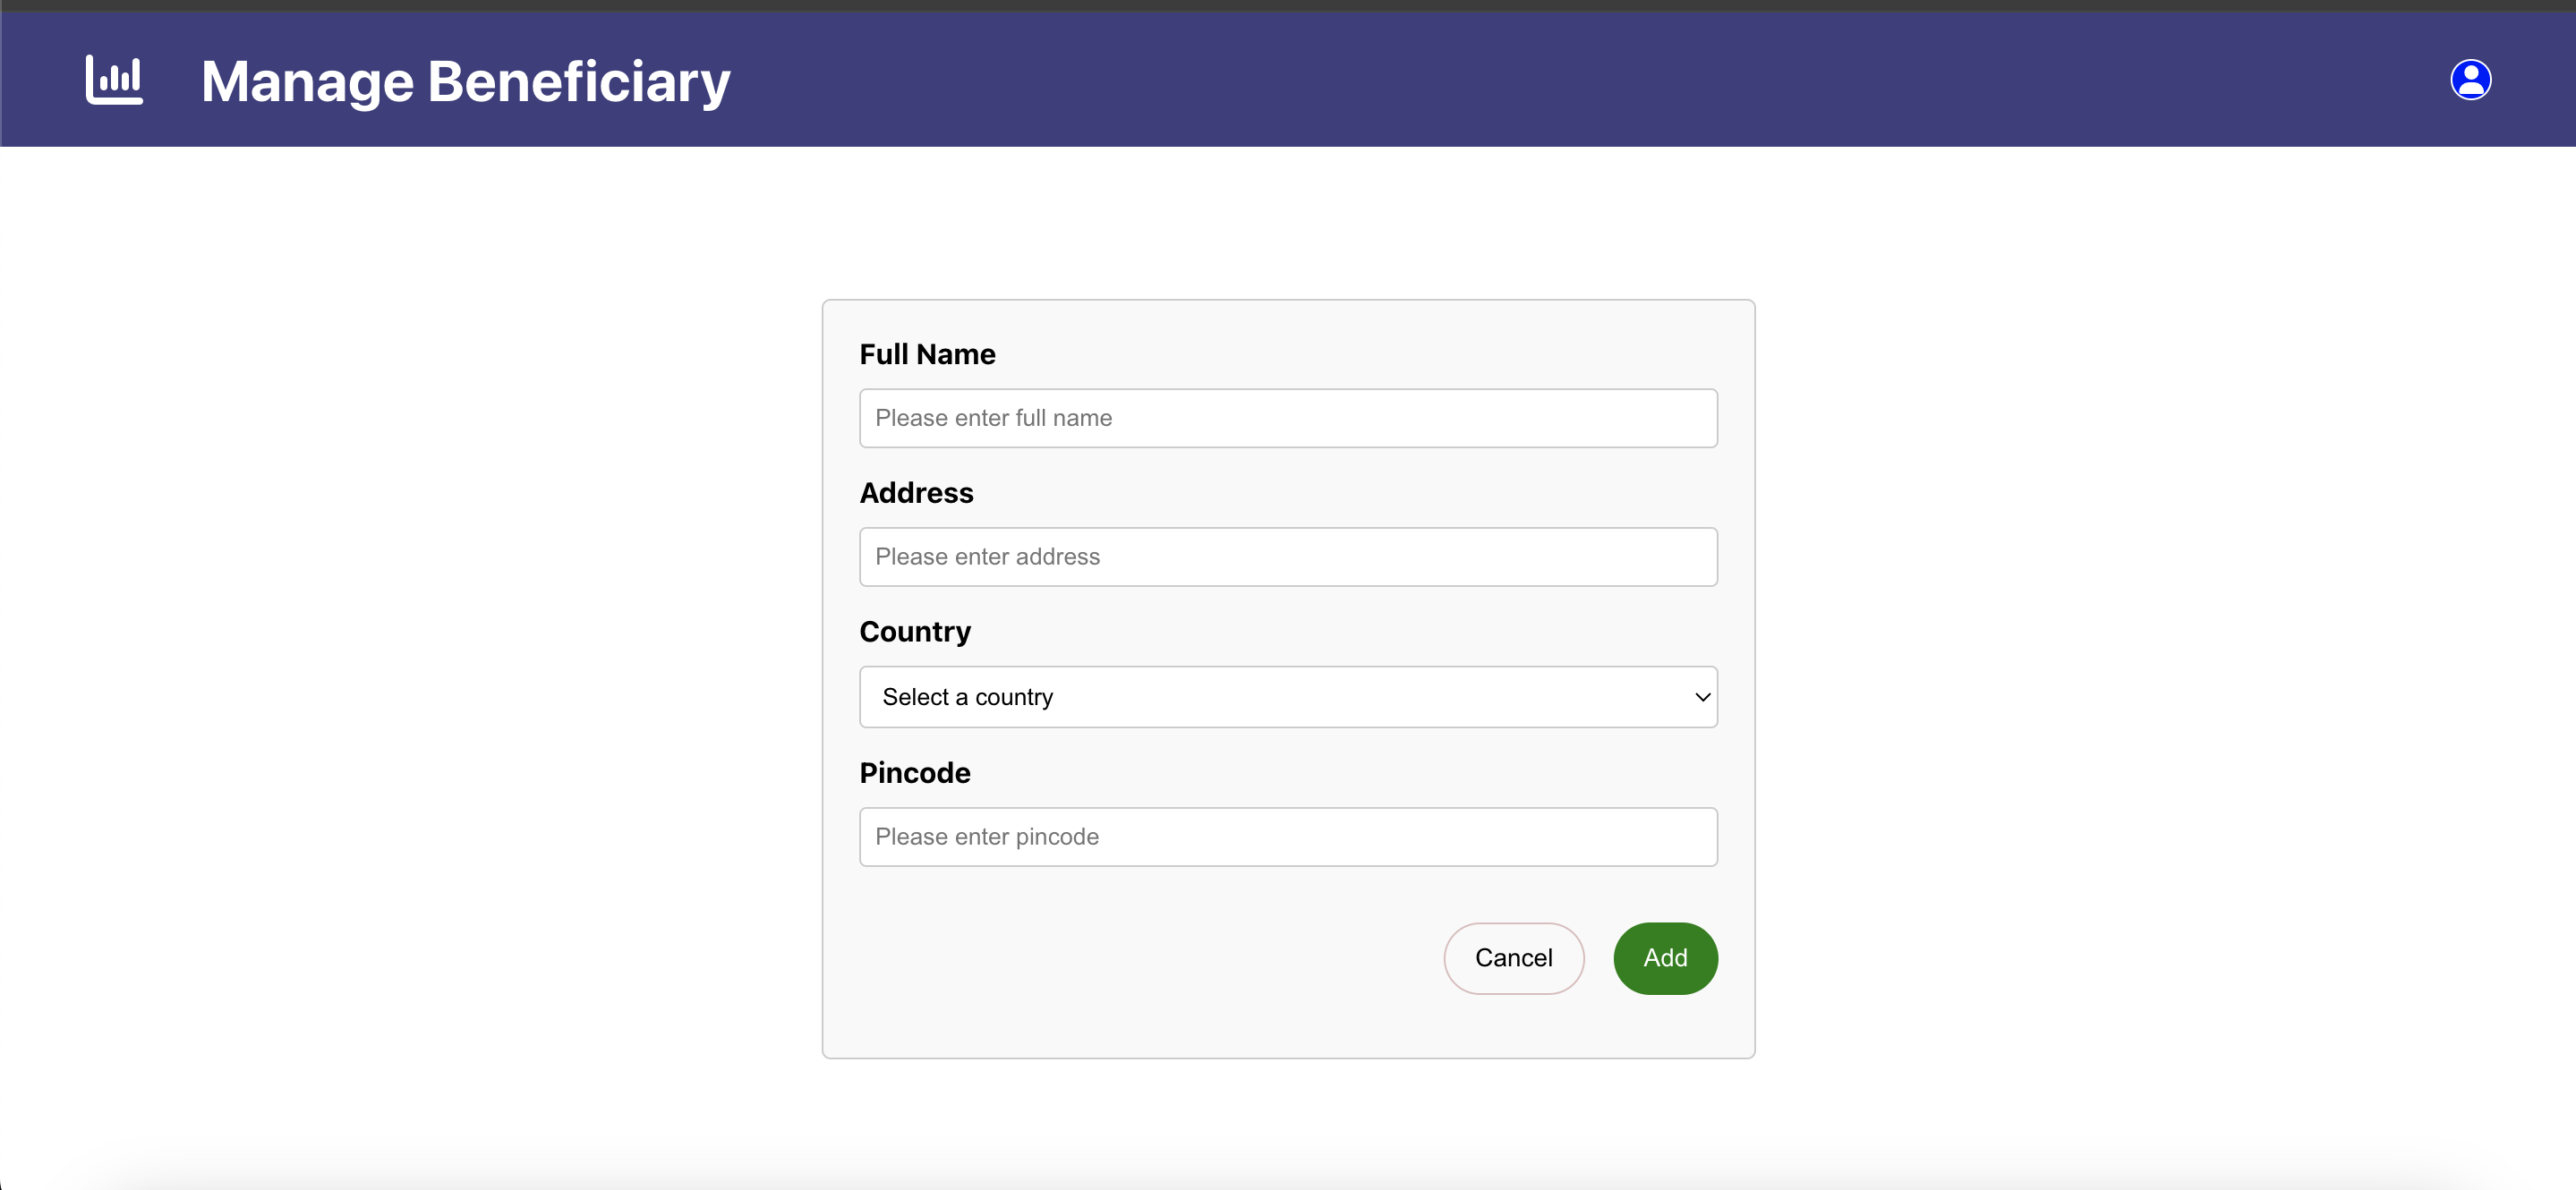 Manage Beneficiary
Full Name
Please enter full name
Address
Please enter address
Country
Select a country
Pincode
Please enter pincode
Cancel Add